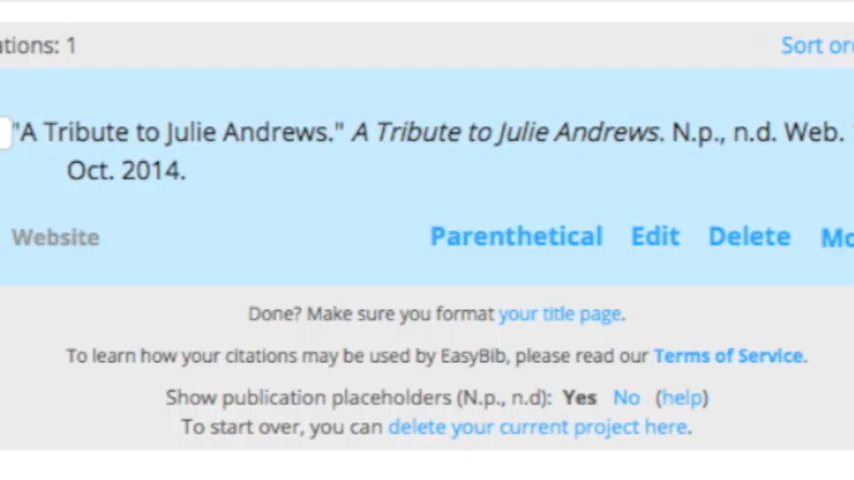 ations: 1 Sort or
"A Tribute to Julie Andrews." A Tribute to Julie Andrews. N.p., n.d. Web.
Oct. 2014.
Website Parenthetical Edit Delete Mo
Done? Make sure you format your title page.
To learn how your citations may be used by EasyBib, please read our Terms of Service.
Show publication placeholders (N.p., n.d): Yes No (help)
To start over, you can delete your current project here.